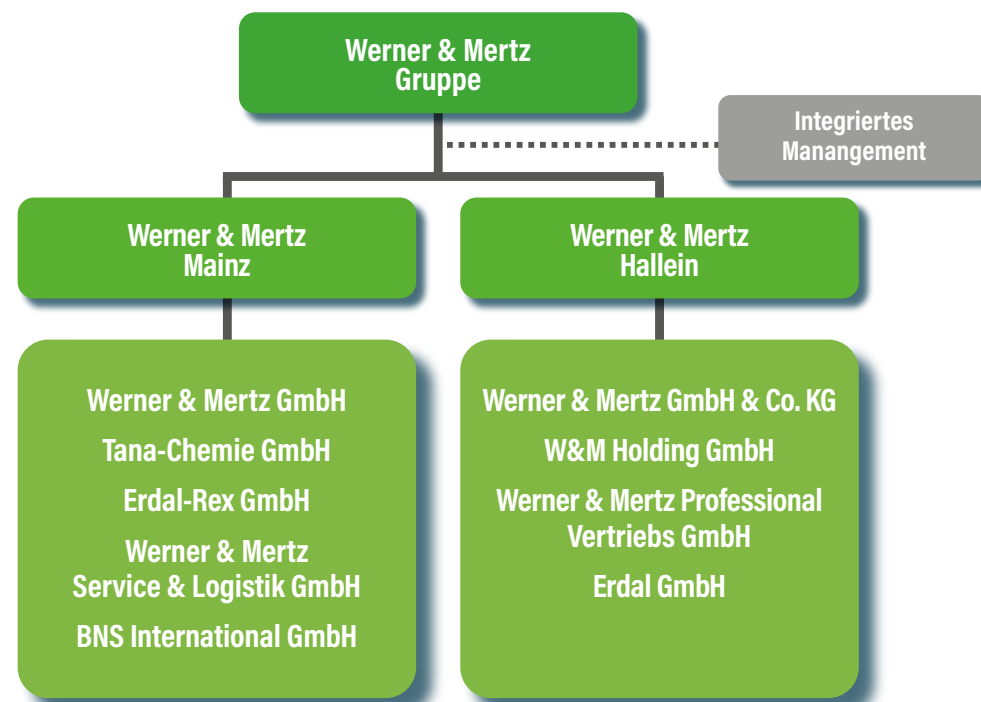 Werner & Mertz
Gruppe
Integriertes
Manangement
Werner & Mertz
Mainz
Werner & Mertz
Hallein
Werner & Mertz GmbH
Tana-Chemie GmbH
Erdal-Rex GmbH
Werner & Mertz
Service & Logistik GmbH
BNS International GmbH
Werner & Mertz GmbH & Co. KG
W&M Holding GmbH
Werner & Mertz Professional
Vertriebs GmbH
Erdal GmbH